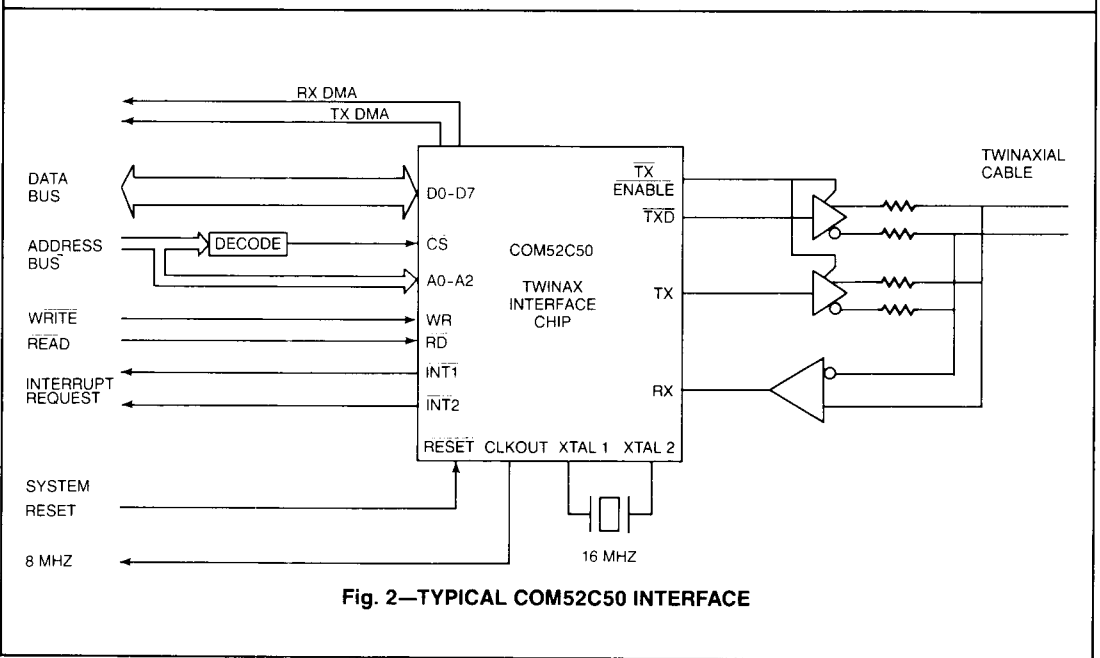 RX DMA
TX DMA
DATA
BUS
D0-D7
ADDRESS
BUS
DECODE
CS
A0-A2
WRITE
WR
READ
RD
INTERRUPT
REQUEST
INT1
INT2
COM52C50
TWINAX
INTERFACE
CHIP
TX
ENABLE
TXD
TX
RX
TWINAXIAL
CABLE
RESET CLKOUT XTAL 1 XTAL 2
SYSTEM
RESET
8 MHZ
16 MHZ
Fig. 2—TYPICAL COM52C50 INTERFACE